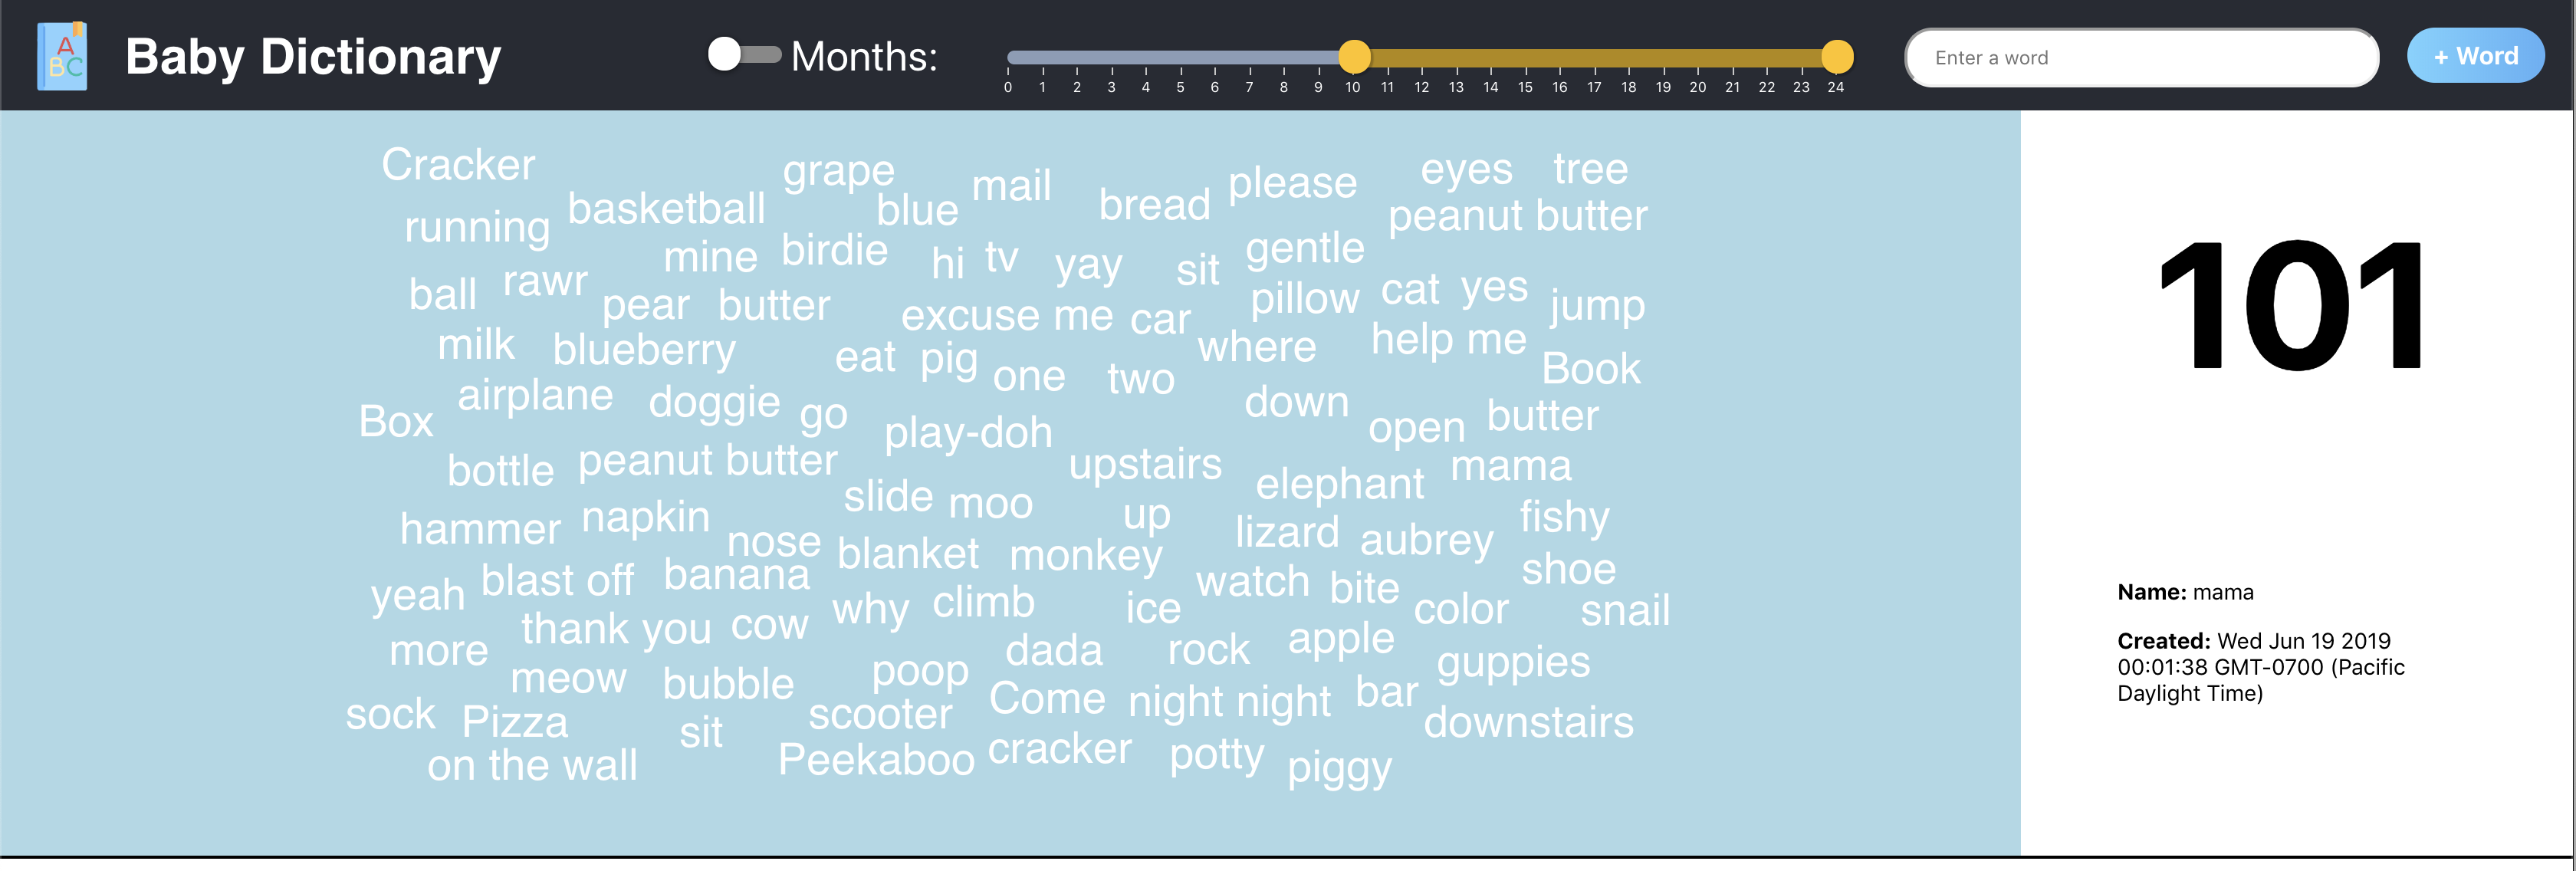 A
BC
Baby Dictionary
Months:
0 1 2 3 4 5 6 7 8 9 10 11 12 13 14 15 16 17 18 19 20 21 22 23 24
Enter a word
+ Word
Cracker grape mail please eyes tree
running basketball blue bread peanut butter
mine birdie hi tv yay sit gentle
ball rawr pear butter excuse me car pillow cat yes jump
milk blueberry eat pig one two where help me Book
airplane doggie go down butter
Box play-doh open
bottle peanut butter upstairs elephant mama
hammer napkin slide moo up lizard aubrey fishy
nose blanket monkey
yeah blast off banana why climb ice watch bite color shoe snail
more thank you cow dada rock apple guppies
meow bubble poop Come night night bar
sock Pizza sit scooter downstairs
on the wall Peekaboo cracker potty piggy
101
Name: mama
Created: Wed Jun 19 2019
00:01:38 GMT-0700 (Pacific
Daylight Time)